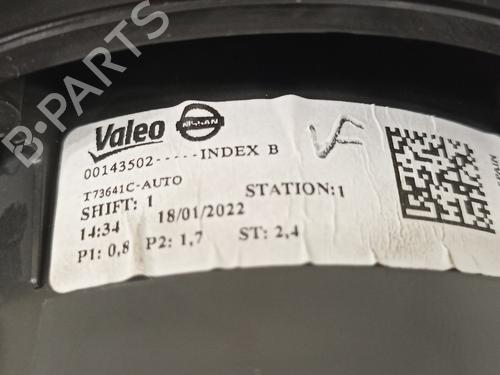 B-PARTS
Valeo NISSAN
00143502-----INDEX B
T73641C-AUTO
SHIFT: 1 STATION:1
14:34 18/01/2022
P1: 0,8 P2: 1,7 ST: 2,4